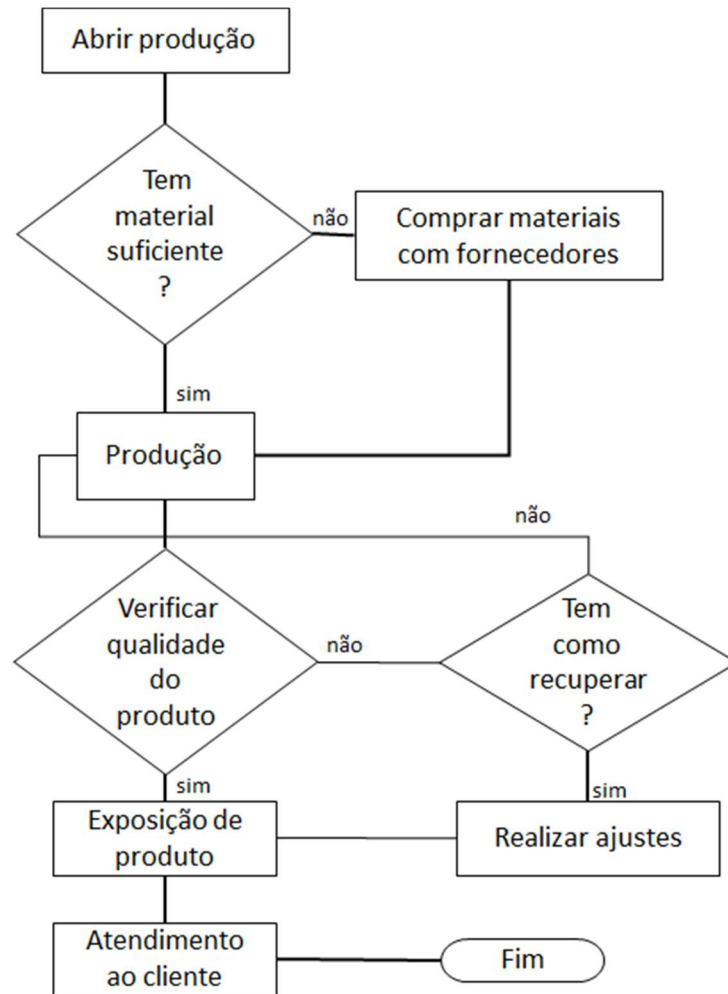 Abrir produção
Tem
material
suficiente
?
não
Comprar materiais
com fornecedores
sim
Produção
não
Verificar
qualidade
do
produto
não
Tem
como
recuperar
?
sim
sim
Exposição de
produto
Realizar ajustes
Atendimento
ao cliente
Fim